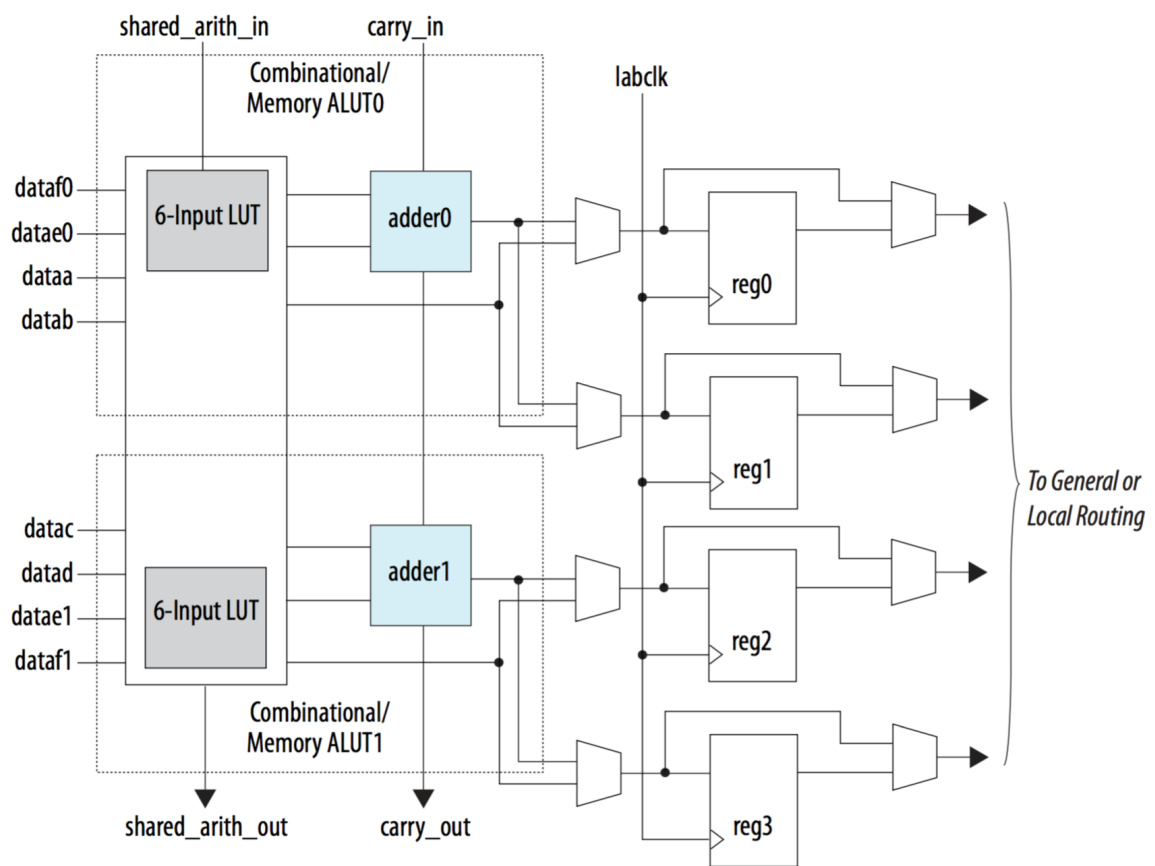 shared_arith_in
carry_in
Combinational/
Memory ALUT0
labclk
dataf0
datae0
dataa
datab
6-Input LUT
adder0
reg0
reg1
To General or
Local Routing
datac
datad
datae1
dataf1
6-Input LUT
adder1
reg2
Combinational/
Memory ALUT1
reg3
shared_arith_out
carry_out